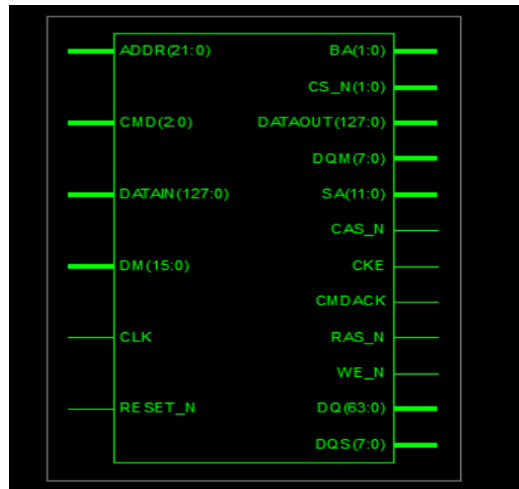 ADDR(21:0) BA(1:0)
CS_N(1:0)
CMD(2:0) DATAOUT(127:0)
DQM(7:0)
DATAIN(127:0) SA(11:0)
CAS_N
DM(15:0) CKE
CMDACK
CLK RAS_N
WE_N
RESET_N DQ(63:0)
DQS(7:0)